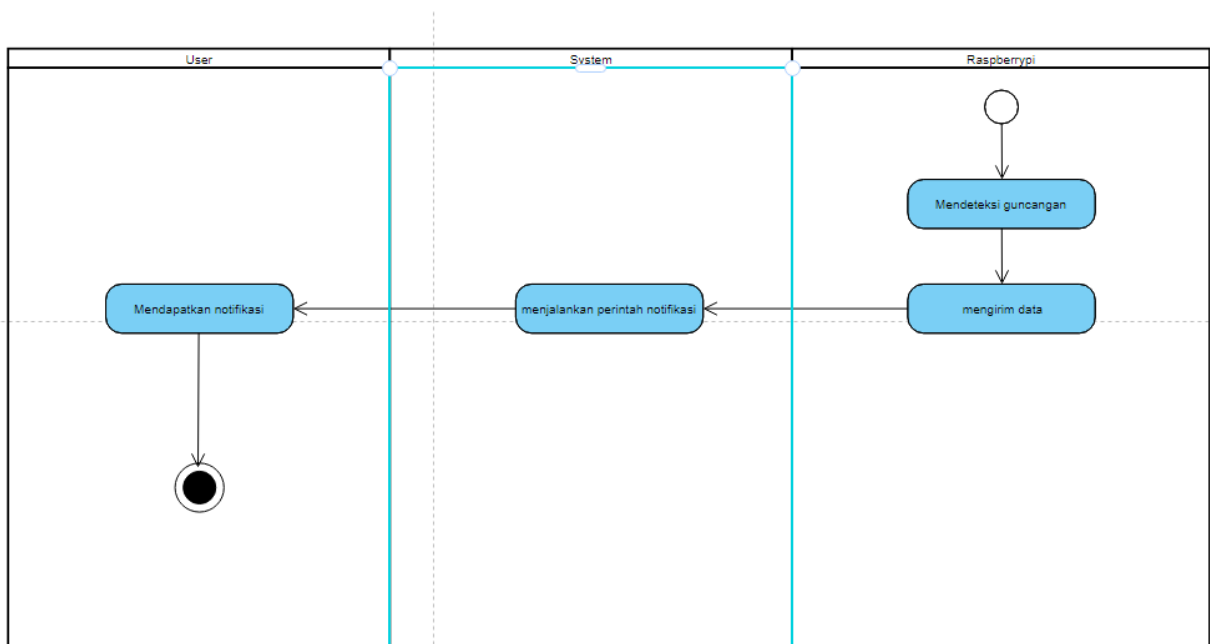 User
System
Raspberrypi
Mendeteksi guncangan
Mendapatkan notifikasi
menjalankan perintah notifikasi
mengirim data